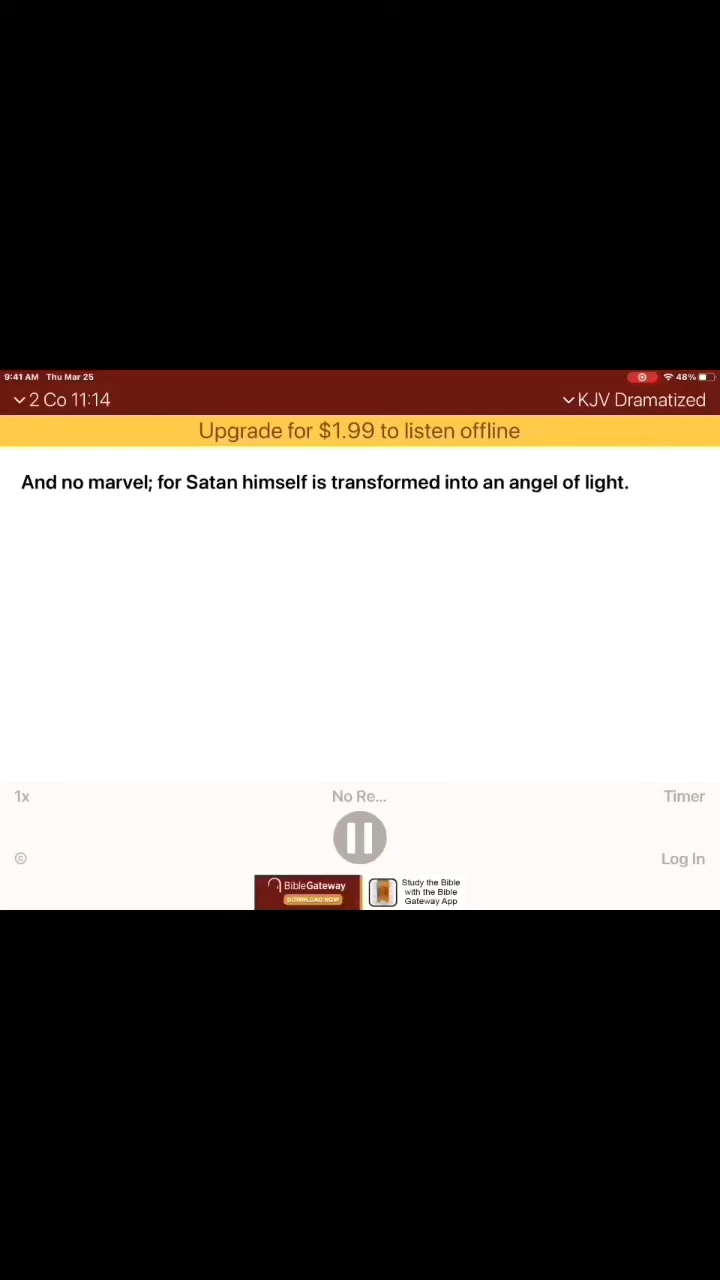 9:41 AM Thu Mar 25
48%
2 Co 11:14
KJV Dramatized
Upgrade for $1.99 to listen offline
And no marvel; for Satan himself is transformed into an angel of light.
1x
No Re...
Timer
©
Log In
BibleGateway
DOWNLOAD NOW
Study the Bible
with the Bible
Gateway App